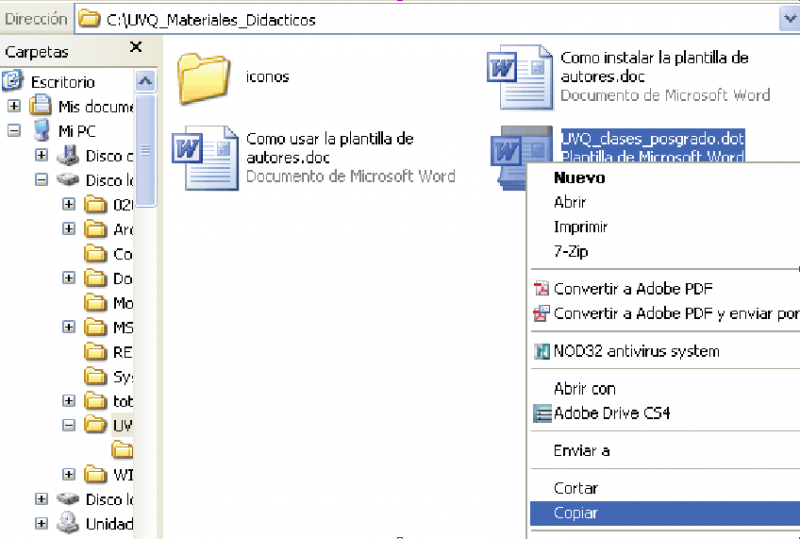 Dirección C:\UVQ_Materiales_Didacticos
Carpetas
Escritorio
Mis docume
Mi PC
Disco c
Disco lo
02
Arc
Co
Do
Mo
MS
RE
Sy
tot
UV
WI
Disco lo
Unidad
iconos
Como instalar la plantilla de
autores.doc
Documento de Microsoft Word
Como usar la plantilla de
autores.doc
Documento de Microsoft Word
UVQ_clases_posgrado.dot
Plantilla de Microsoft Word
Nuevo
Abrir
Imprimir
7-Zip
Convertir a Adobe PDF
Convertir a Adobe PDF y enviar por
NOD32 antivirus system
Abrir con
Adobe Drive CS4
Enviar a
Cortar
Copiar